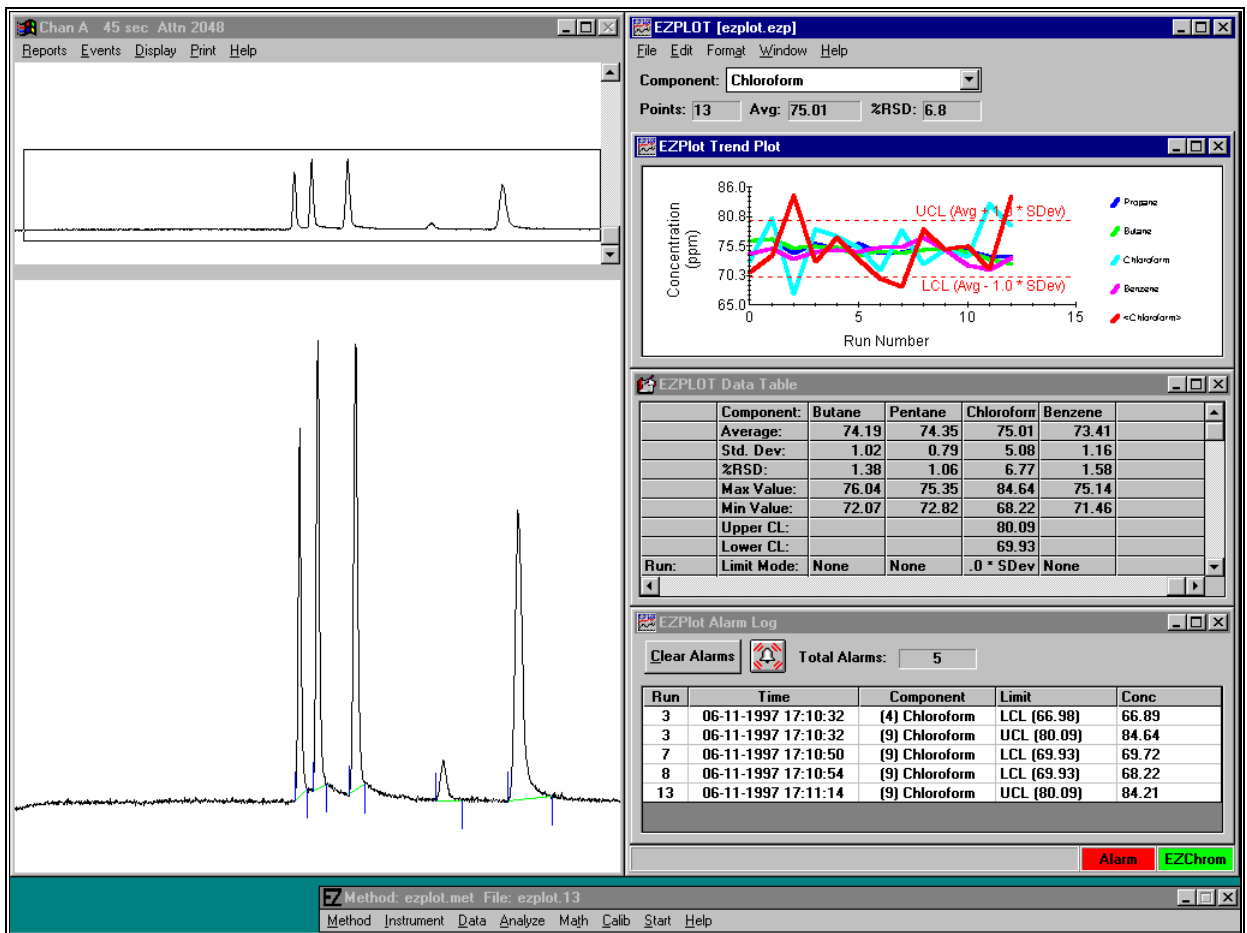 Chan A 45 sec Attn 2048
Reports Events Display Print Help
EZPLOT [ezplot.ezp]
File Edit Format Window Help
Component: Chloroform
Points: 13 Avg: 75.01 %RSD: 6.8
EZPlot Trend Plot
Concentration (ppm)
86.0
80.8
75.5
70.3
65.0
UCL (Avg + 1.0 * SDev)
LCL (Avg - 1.0 * SDev)
0 5 10 15
Run Number
Propane
Butane
Chloroform
Benzene
<Chloroform>
EZPLOT Data Table
Component: Butane Pentane Chloroform Benzene
Average: 74.19 74.35 75.01 73.41
Std. Dev: 1.02 0.79 5.08 1.16
%RSD: 1.38 1.06 6.77 1.58
Max Value: 76.04 75.35 84.64 75.14
Min Value: 72.07 72.82 68.22 71.46
Upper CL: 80.09
Lower CL: 69.93
Run: Limit Mode: None None .0 * SDev None
EZPlot Alarm Log
Clear Alarms Total Alarms: 5
Run Time Component Limit Conc
3 06-11-1997 17:10:32 (4) Chloroform LCL (66.98) 66.89
3 06-11-1997 17:10:32 (9) Chloroform UCL (80.09) 84.64
7 06-11-1997 17:10:50 (9) Chloroform LCL (69.93) 69.72
8 06-11-1997 17:10:54 (9) Chloroform LCL (69.93) 68.22
13 06-11-1997 17:11:14 (9) Chloroform UCL (80.09) 84.21
Alarm EZChrom
EZ Method: ezplot.met File: ezplot.13
Method Instrument Data Analyze Math Calib Start Help